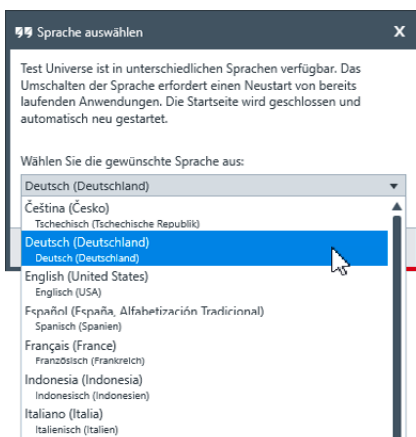 Sprache auswählen X
Test Universe ist in unterschiedlichen Sprachen verfügbar. Das
Umschalten der Sprache erfordert einen Neustart von bereits
laufenden Anwendungen. Die Startseite wird geschlossen und
automatisch neu gestartet.
Wählen Sie die gewünschte Sprache aus:
Deutsch (Deutschland)
Čeština (Česko)
Tschechisch (Tschechische Republik)
Deutsch (Deutschland)
Deutsch (Deutschland)
English (United States)
Englisch (USA)
Español (España, Alfabetización Tradicional)
Spanisch (Spanien)
Français (France)
Französisch (Frankreich)
Indonesia (Indonesia)
Indonesisch (Indonesien)
Italiano (Italia)
Italienisch (Italien)